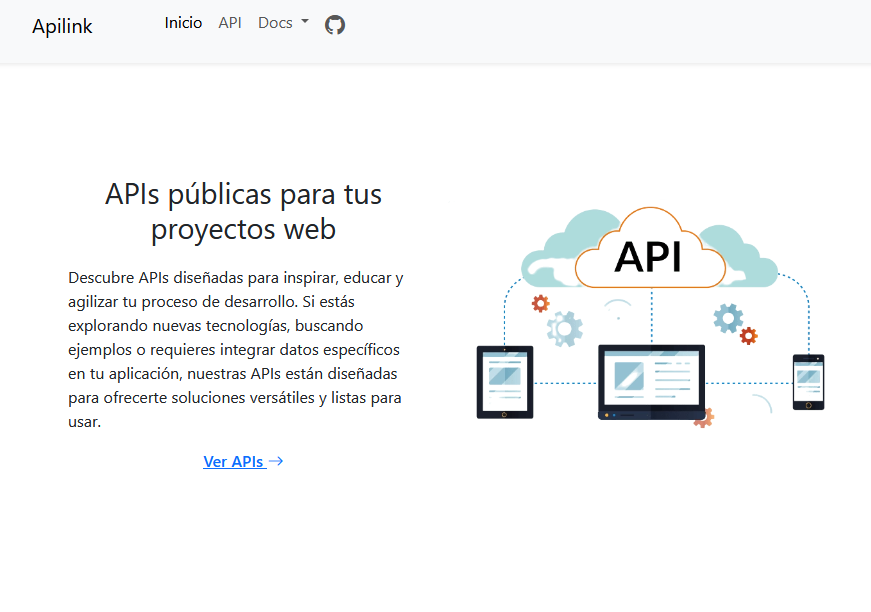 Apilink
Inicio API Docs
APIs públicas para tus
proyectos web
Descubre APIs diseñadas para inspirar, educar y
agilizar tu proceso de desarrollo. Si estás
explorando nuevas tecnologías, buscando
ejemplos o requieres integrar datos específicos
en tu aplicación, nuestras APIs están diseñadas
para ofrecerte soluciones versátiles y listas para
usar.
Ver APIs
API